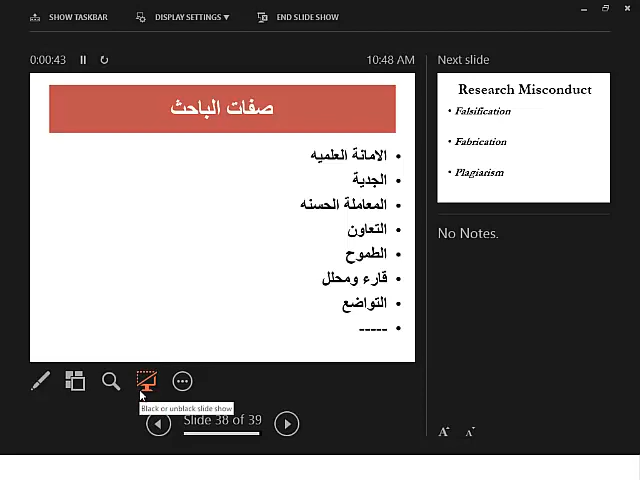 SHOW TASKBAR
DISPLAY SETTINGS ▼
END SLIDE SHOW
0:00:43
10:48 AM
صفات الباحث
• الامانة العلميه
• الجدية
• المعاملة الحسنه
• التعاون
• الطموح
• قارء ومحلل
• التواضع
• -----
Next slide
Research Misconduct
• Falsification
• Fabrication
• Plagiarism
No Notes.
Black or unblack slide show
Slide 38 of 39
A A